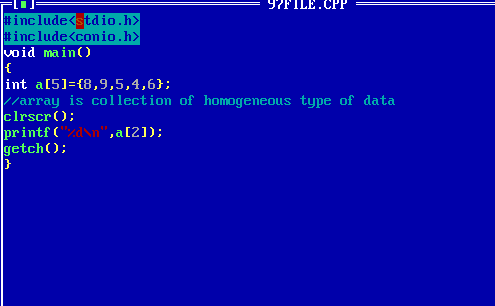 [■] 97FILE.CPP
#include<stdio.h>
#include<conio.h>
void main()
{
int a[5]={8,9,5,4,6};
//array is collection of homogeneous type of data
clrscr();
printf("%d\n",a[2]);
getch();
}